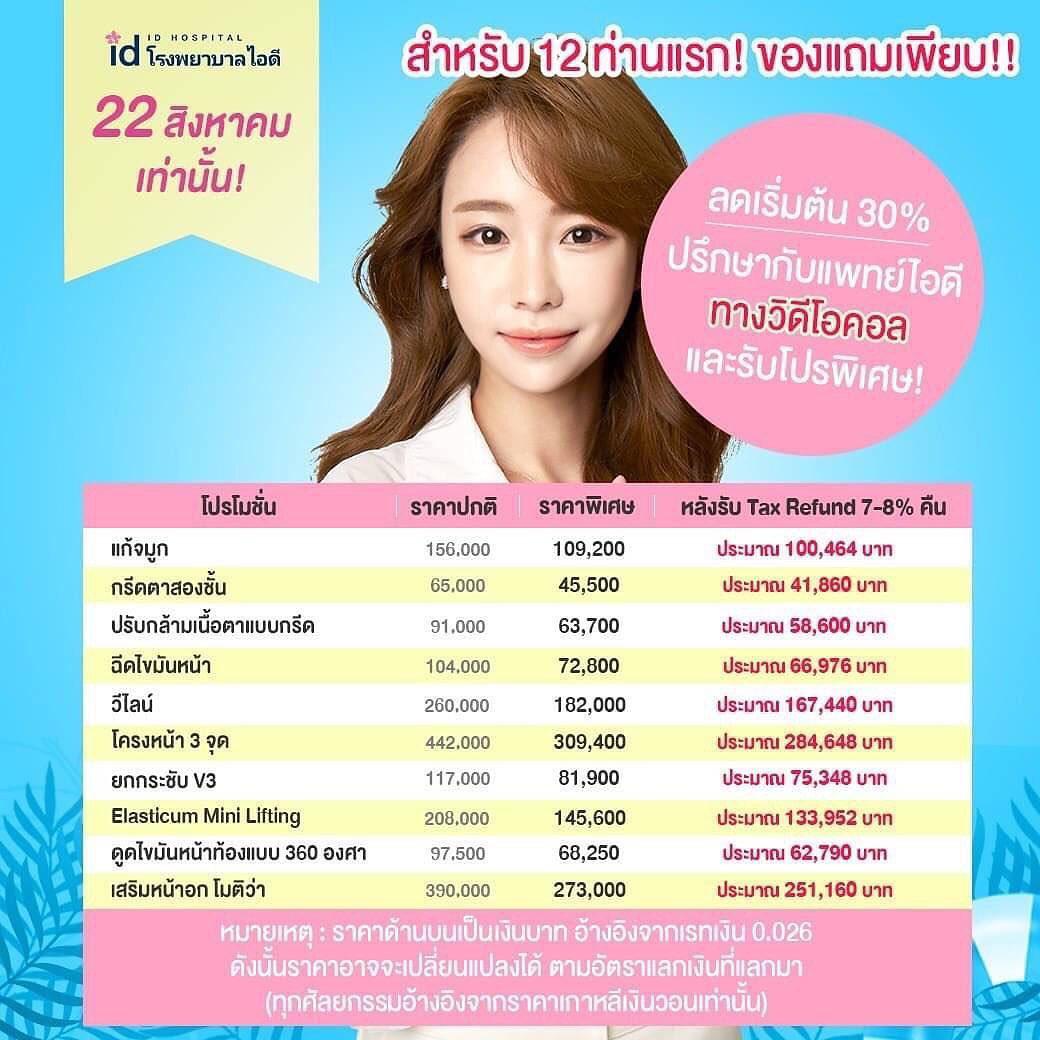 ID HOSPITAL
id โรงพยาบาลไอดี
22 สิงหาคม
เท่านั้น!
สำหรับ 12 ท่านแรก! ของแถมเพียบ!!
ลดเริ่มต้น 30%
ปรึกษากับแพทย์ไอดี
ทางวิดีโอคอล
และรับโปรพิเศษ!
โปรโมชั่น ราคาปกติ ราคาพิเศษ หลังรับ Tax Refund 7-8% คืน
แก้จมูก 156,000 109,200 ประมาณ 100,464 บาท
กรีดตาสองชั้น 65,000 45,500 ประมาณ 41,860 บาท
ปรับกล้ามเนื้อตาแบบกรีด 91,000 63,700 ประมาณ 58,600 บาท
ฉีดไขมันหน้า 104,000 72,800 ประมาณ 66,976 บาท
วีไลน์ 260,000 182,000 ประมาณ 167,440 บาท
โครงหน้า 3 จุด 442,000 309,400 ประมาณ 284,648 บาท
ยกกระชับ V3 117,000 81,900 ประมาณ 75,348 บาท
Elasticum Mini Lifting 208,000 145,600 ประมาณ 133,952 บาท
ดูดไขมันหน้าท้องแบบ 360 องศา 97,500 68,250 ประมาณ 62,790 บาท
เสริมหน้าอก โมติว่า 390,000 273,000 ประมาณ 251,160 บาท
หมายเหตุ : ราคาด้านบนเป็นเงินบาท อ้างอิงจากเรทเงิน 0.026
ดังนั้นราคาอาจจะเปลี่ยนแปลงได้ ตามอัตราแลกเงินที่แลกมา
(ทุกศัลยกรรมอ้างอิงจากราคาเกาหลีเงินวอนเท่านั้น)